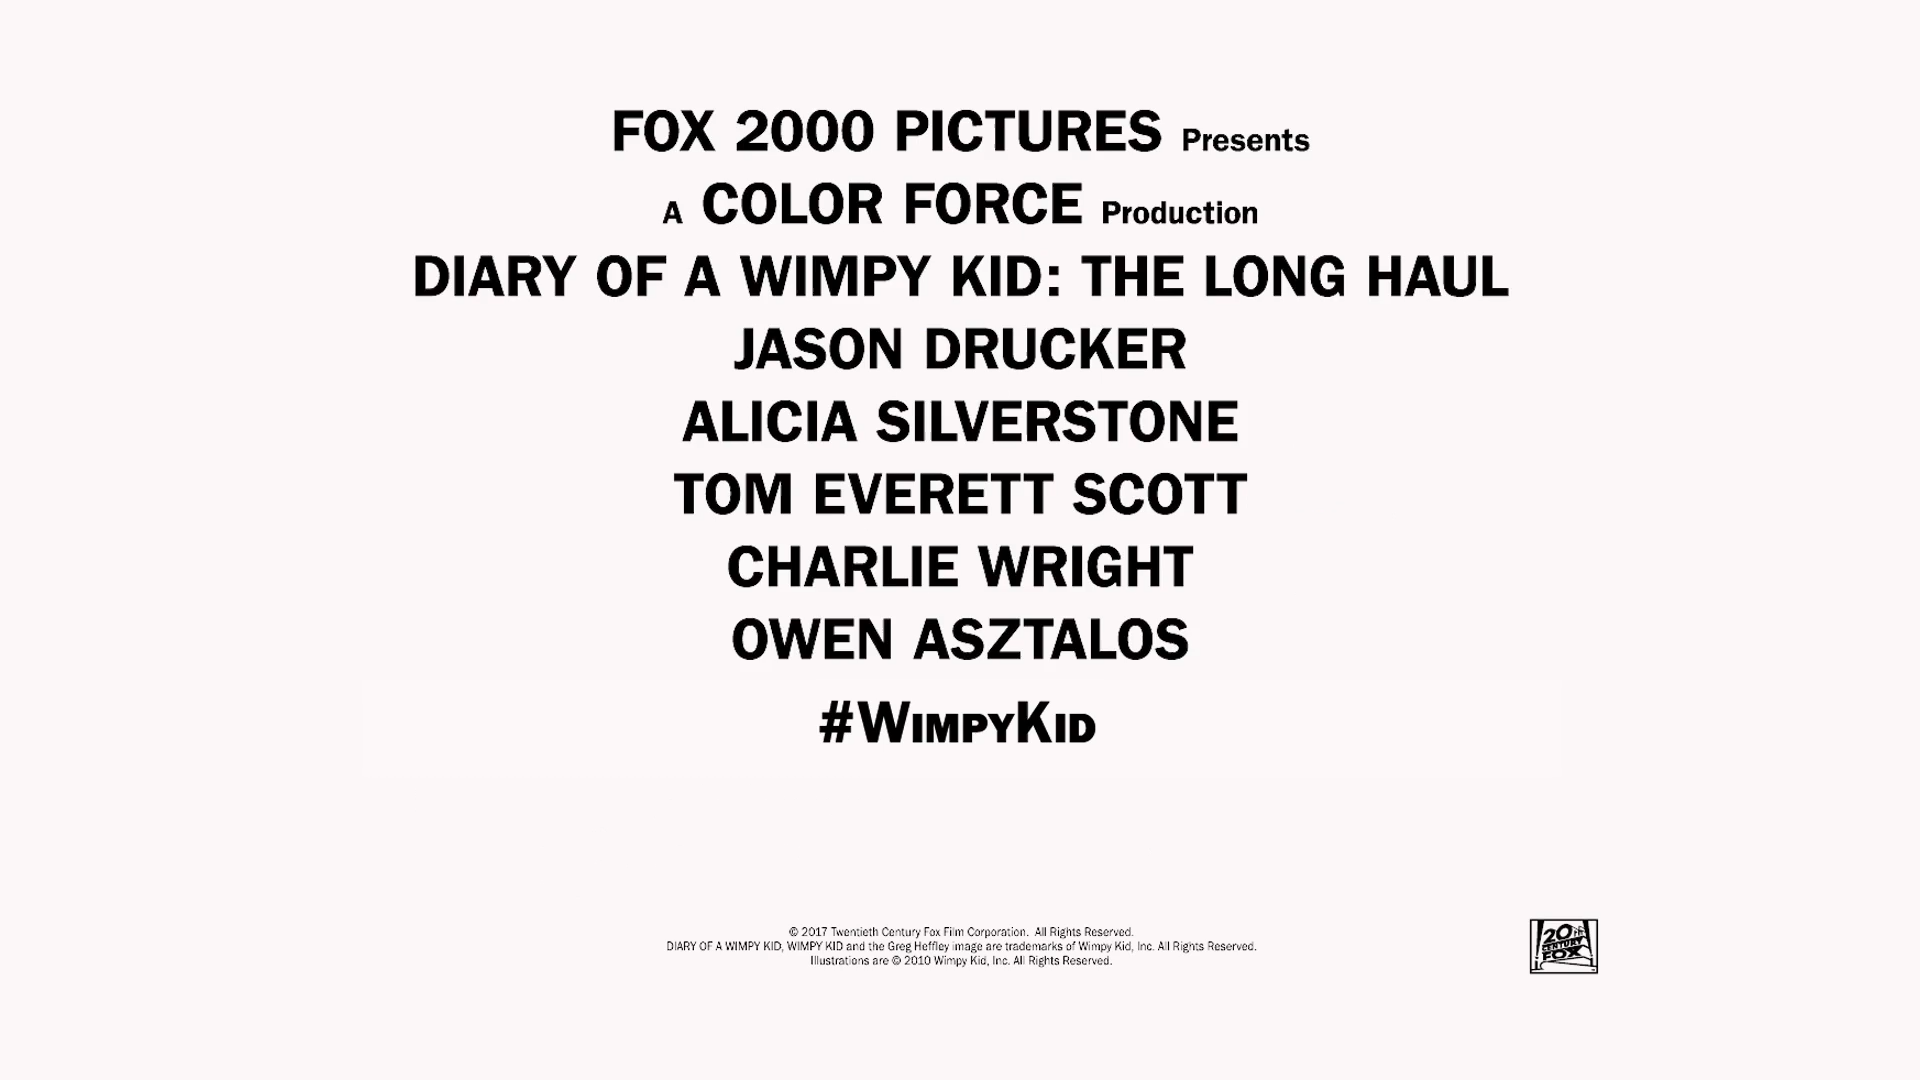 FOX 2000 PICTURES Presents
A COLOR FORCE Production
DIARY OF A WIMPY KID: THE LONG HAUL
JASON DRUCKER
ALICIA SILVERSTONE
TOM EVERETT SCOTT
CHARLIE WRIGHT
OWEN ASZTALOS
#WIMPYKID
© 2017 Twentieth Century Fox Film Corporation. All Rights Reserved.
DIARY OF A WIMPY KID, WIMPY KID and the Greg Heffley image are trademarks of Wimpy Kid, Inc. All Rights Reserved.
Illustrations are © 2010 Wimpy Kid, Inc. All Rights Reserved.
20th
CENTURY
FOX